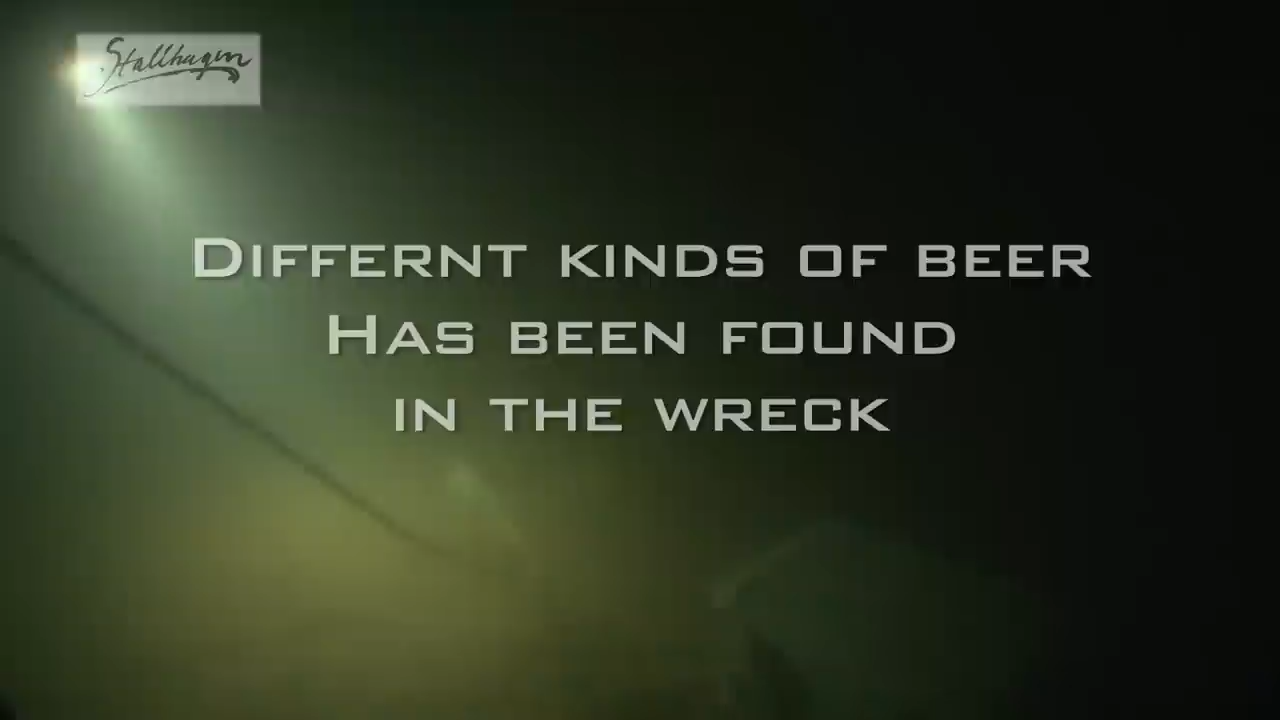 Stallhagen
DIFFERNT KINDS OF BEER
HAS BEEN FOUND
IN THE WRECK